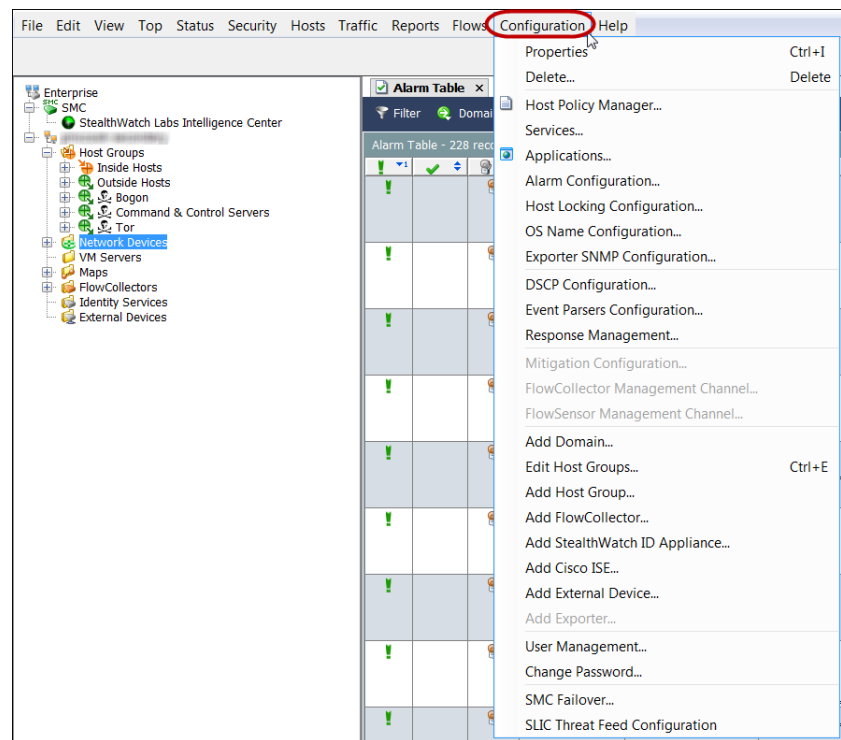 File Edit View Top Status Security Hosts Traffic Reports Flows Configuration Help
Enterprise
SMC
StealthWatch Labs Intelligence Center
Host Groups
Inside Hosts
Outside Hosts
Bogon
Command & Control Servers
Tor
Network Devices
VM Servers
Maps
FlowCollectors
Identity Services
External Devices
Alarm Table ×
Filter Domai
Alarm Table - 228 reco
1
Properties Ctrl+I
Delete... Delete
Host Policy Manager...
Services...
Applications...
Alarm Configuration...
Host Locking Configuration...
OS Name Configuration...
Exporter SNMP Configuration...
DSCP Configuration...
Event Parsers Configuration...
Response Management...
Mitigation Configuration...
FlowCollector Management Channel...
FlowSensor Management Channel...
Add Domain...
Edit Host Groups... Ctrl+E
Add Host Group...
Add FlowCollector...
Add StealthWatch ID Appliance...
Add Cisco ISE...
Add External Device...
Add Exporter...
User Management...
Change Password...
SMC Failover...
SLIC Threat Feed Configuration